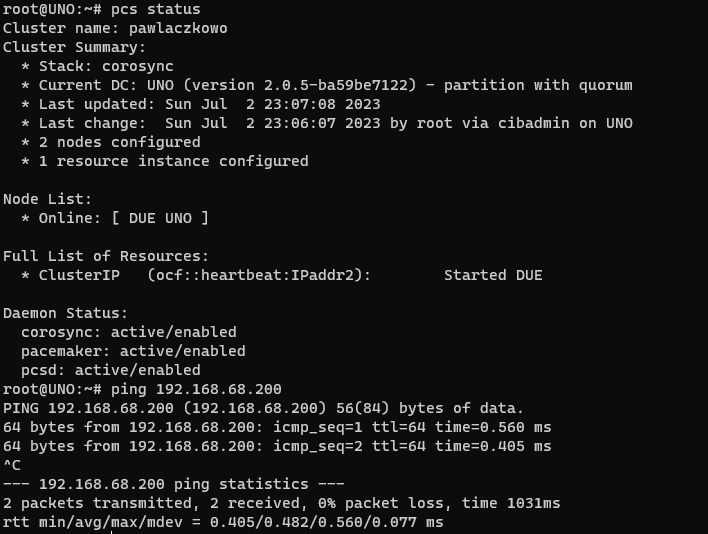 root@UNO:~# pcs status
Cluster name: pawlaczkowo
Cluster Summary:
  * Stack: corosync
  * Current DC: UNO (version 2.0.5-ba59be7122) - partition with quorum
  * Last updated: Sun Jul  2 23:07:08 2023
  * Last change:  Sun Jul  2 23:06:07 2023 by root via cibadmin on UNO
  * 2 nodes configured
  * 1 resource instance configured

Node List:
  * Online: [ DUE UNO ]

Full List of Resources:
  * ClusterIP   (ocf::heartbeat:IPaddr2):        Started DUE

Daemon Status:
  corosync: active/enabled
  pacemaker: active/enabled
  pcsd: active/enabled
root@UNO:~# ping 192.168.68.200
PING 192.168.68.200 (192.168.68.200) 56(84) bytes of data.
64 bytes from 192.168.68.200: icmp_seq=1 ttl=64 time=0.560 ms
64 bytes from 192.168.68.200: icmp_seq=2 ttl=64 time=0.405 ms
^C
--- 192.168.68.200 ping statistics ---
2 packets transmitted, 2 received, 0% packet loss, time 1031ms
rtt min/avg/max/mdev = 0.405/0.482/0.560/0.077 ms